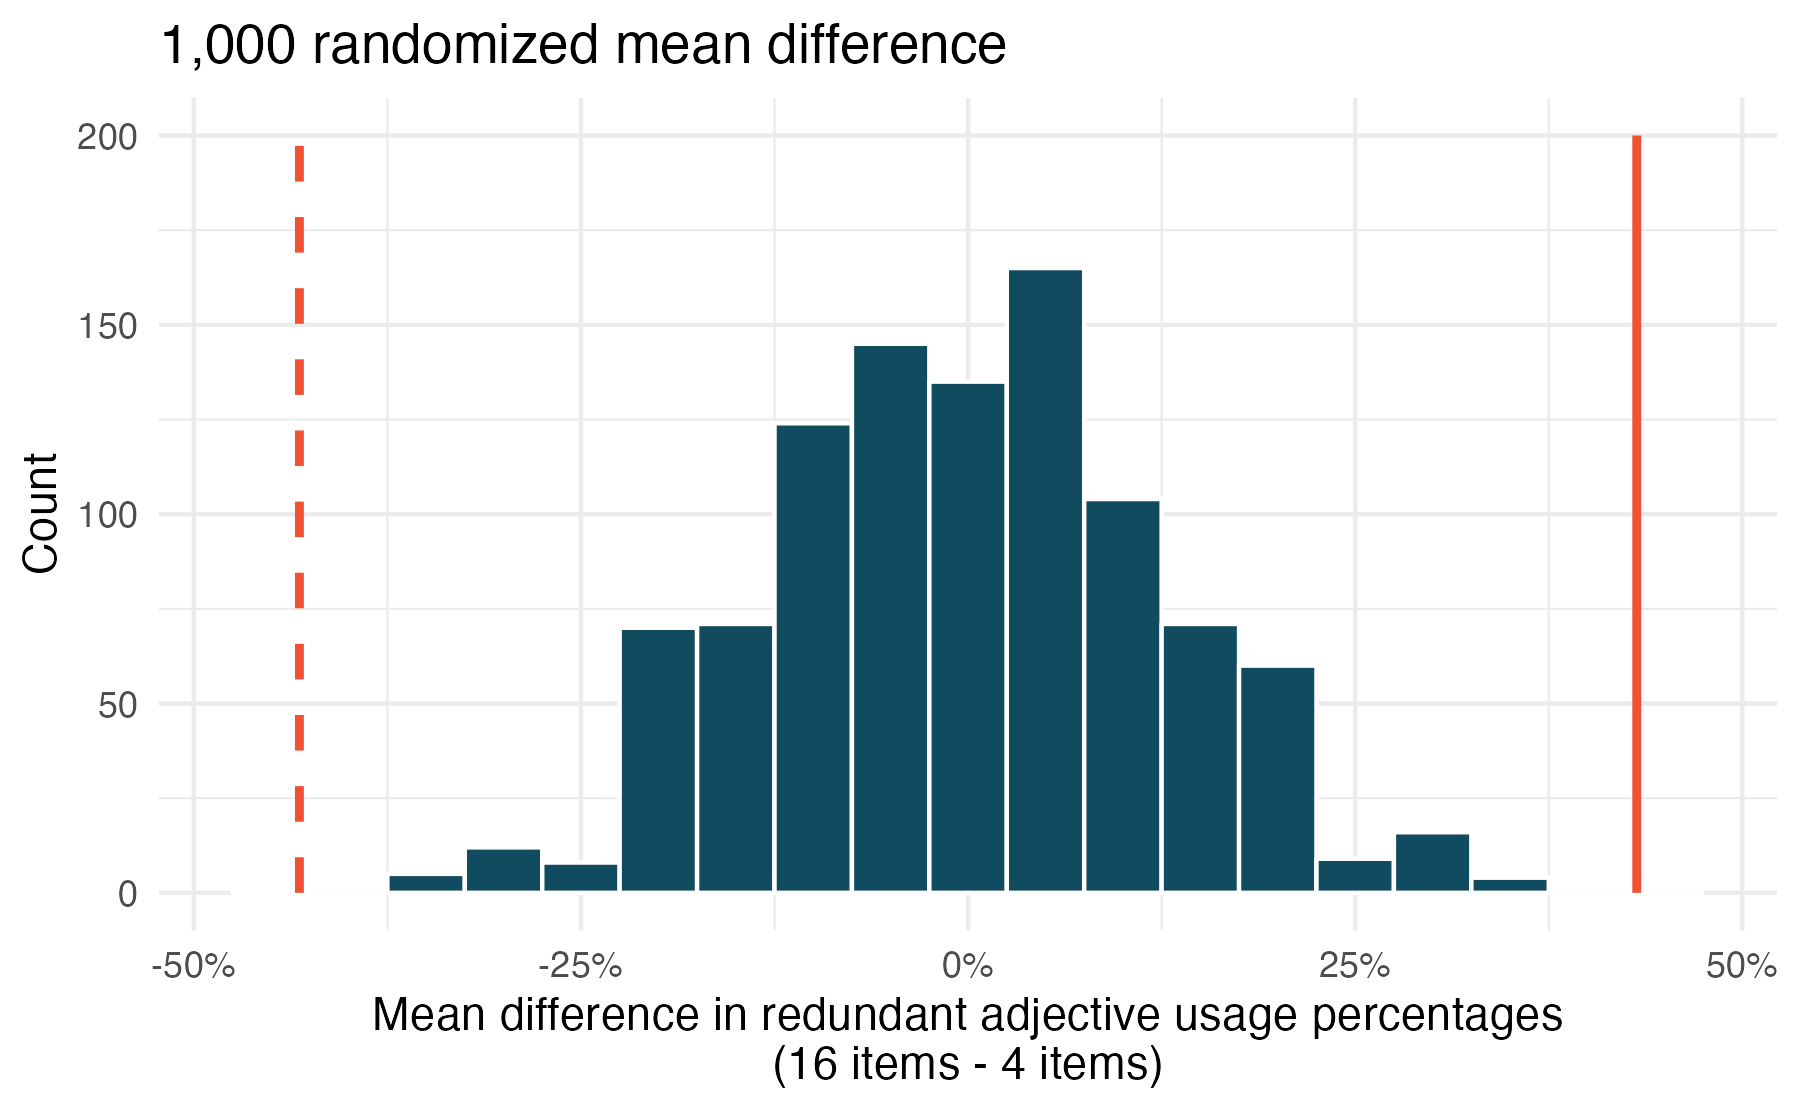 1,000 randomized mean difference
Count
200
150
100
50
0
-50%
-25%
0%
25%
50%
Mean difference in redundant adjective usage percentages
(16 items - 4 items)